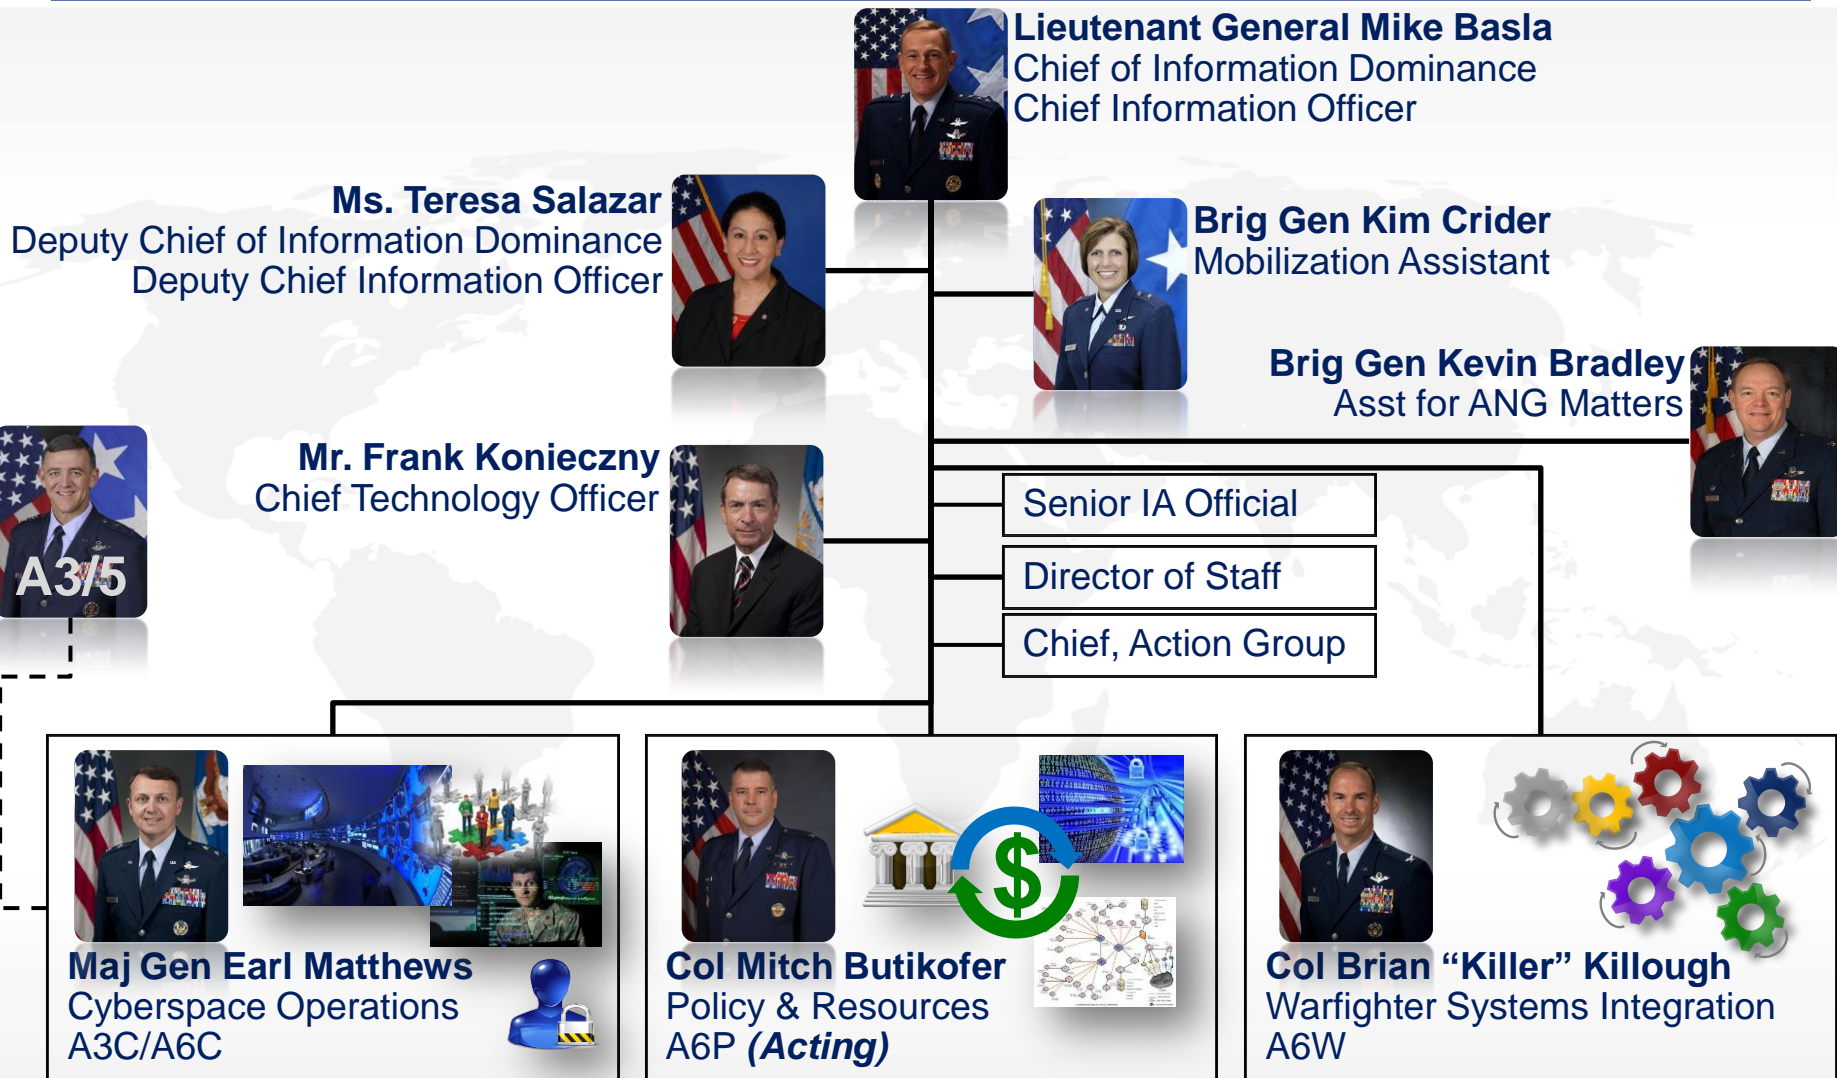 Lieutenant General Mike Basla
Chief of Information Dominance
Chief Information Officer
Ms. Teresa Salazar
Deputy Chief of Information Dominance
Deputy Chief Information Officer
Brig Gen Kim Crider
Mobilization Assistant
Brig Gen Kevin Bradley
Asst for ANG Matters
Mr. Frank Konieczny
Chief Technology Officer
A3/5
Senior IA Official
Director of Staff
Chief, Action Group
Maj Gen Earl Matthews
Cyberspace Operations
A3C/A6C
$
Col Mitch Butikofer
Policy & Resources
A6P (Acting)
Col Brian “Killer” Killough
Warfighter Systems Integration
A6W